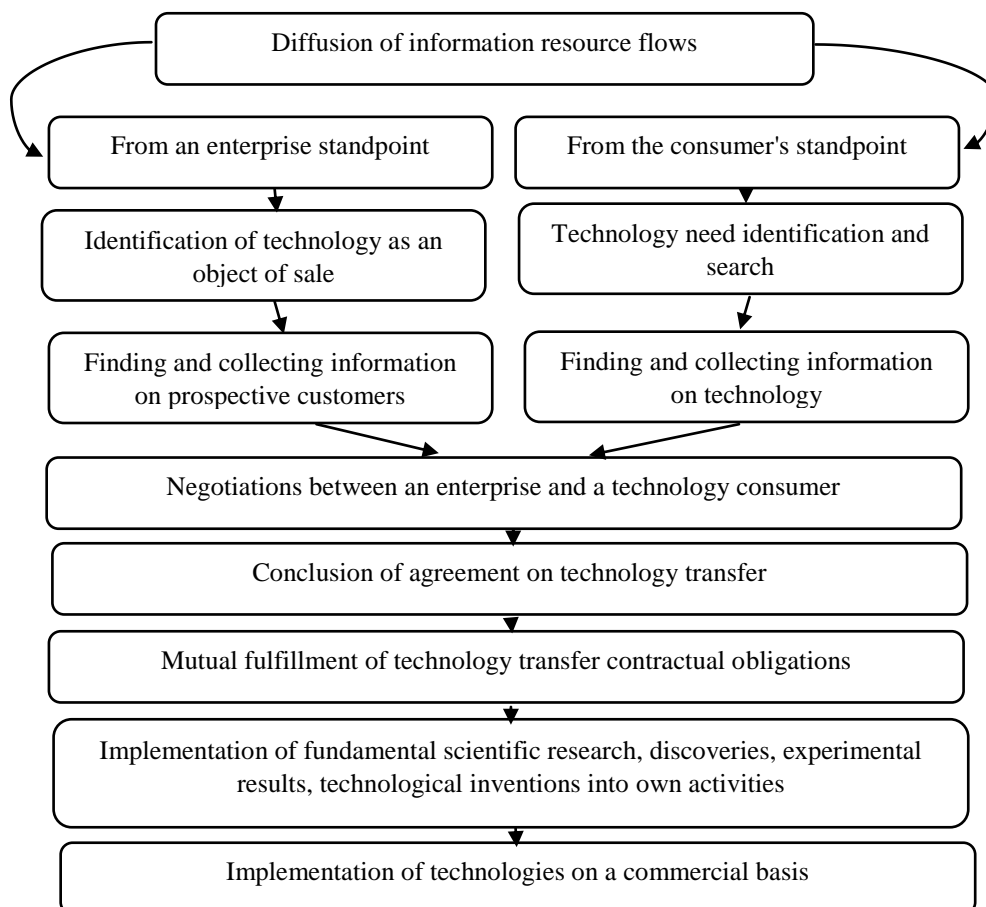 Diffusion of information resource flows
From an enterprise standpoint
From the consumer's standpoint
Identification of technology as an
object of sale
Technology need identification and
search
Finding and collecting information
on prospective customers
Finding and collecting information
on technology
Negotiations between an enterprise and a technology consumer
Conclusion of agreement on technology transfer
Mutual fulfillment of technology transfer contractual obligations
Implementation of fundamental scientific research, discoveries, experimental
results, technological inventions into own activities
Implementation of technologies on a commercial basis